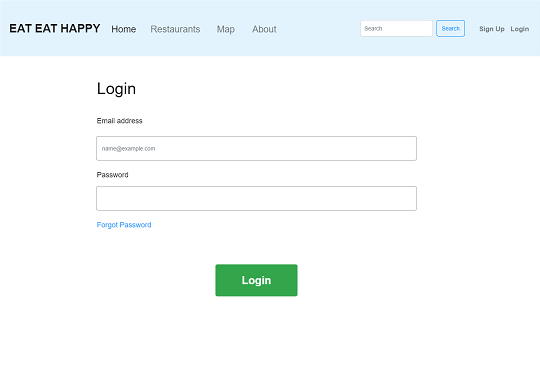 EAT EAT HAPPY Home Restaurants Map About Search Search Sign Up Login
Login
Email address
name@example.com
Password
Forgot Password
Login